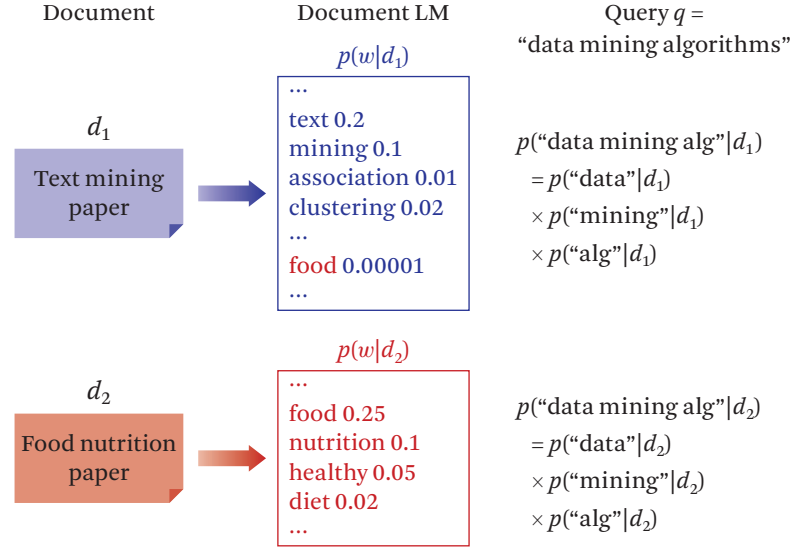 Document
Document LM
Query q =
"data mining algorithms"
d₁
Text mining
paper
p(w|d₁)
...
text 0.2
mining 0.1
association 0.01
clustering 0.02
...
food 0.00001
...
p("data mining alg"|d₁)
= p("data"|d₁)
× p("mining"|d₁)
× p("alg"|d₁)
d₂
Food nutrition
paper
p(w|d₂)
...
food 0.25
nutrition 0.1
healthy 0.05
diet 0.02
...
p("data mining alg"|d₂)
= p("data"|d₂)
× p("mining"|d₂)
× p("alg"|d₂)